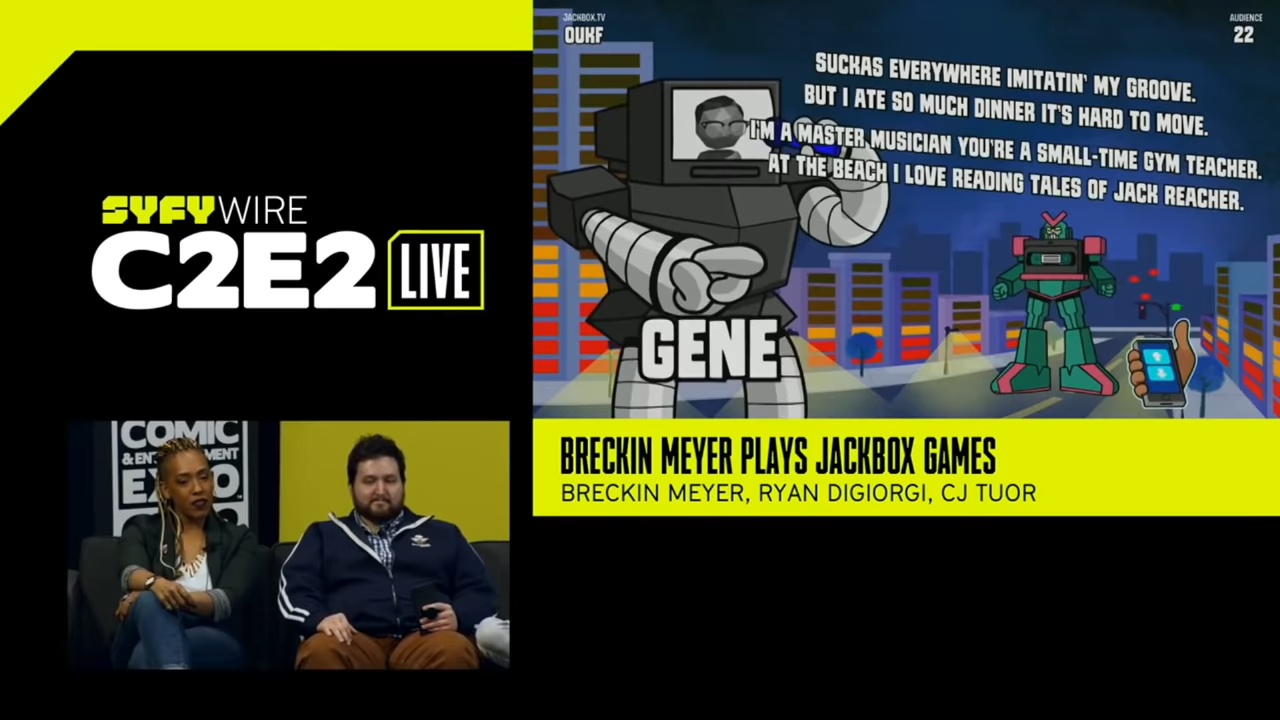 JACKBOX.TV
OUKF
AUDIENCE
22
SUCKAS EVERYWHERE IMITATIN' MY GROOVE.
BUT I ATE SO MUCH DINNER IT'S HARD TO MOVE.
I'M A MASTER MUSICIAN YOU'RE A SMALL-TIME GYM TEACHER.
AT THE BEACH I LOVE READING TALES OF JACK REACHER.
GENE
SYFY WIRE
C2E2 LIVE
COMIC
& ENT
MENT
EXPO
BRECKIN MEYER PLAYS JACKBOX GAMES
BRECKIN MEYER, RYAN DIGIORGI, CJ TUOR